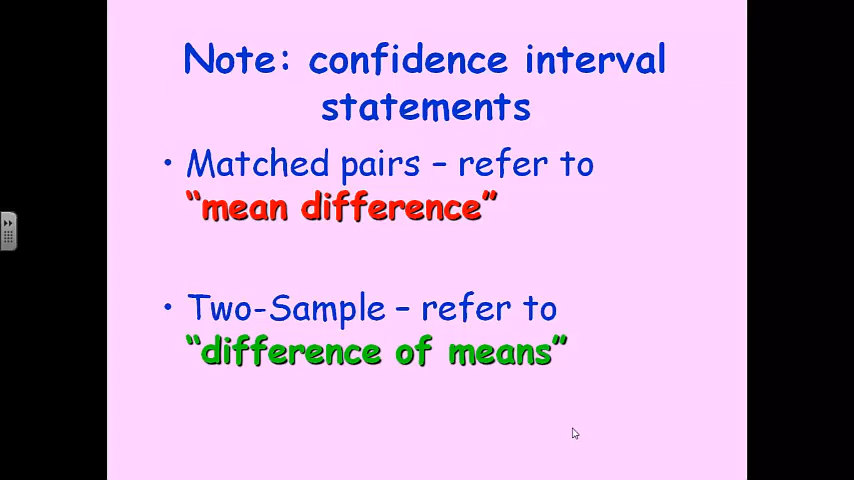 Note: confidence interval
statements
• Matched pairs – refer to
“mean difference”
• Two-Sample – refer to
“difference of means”